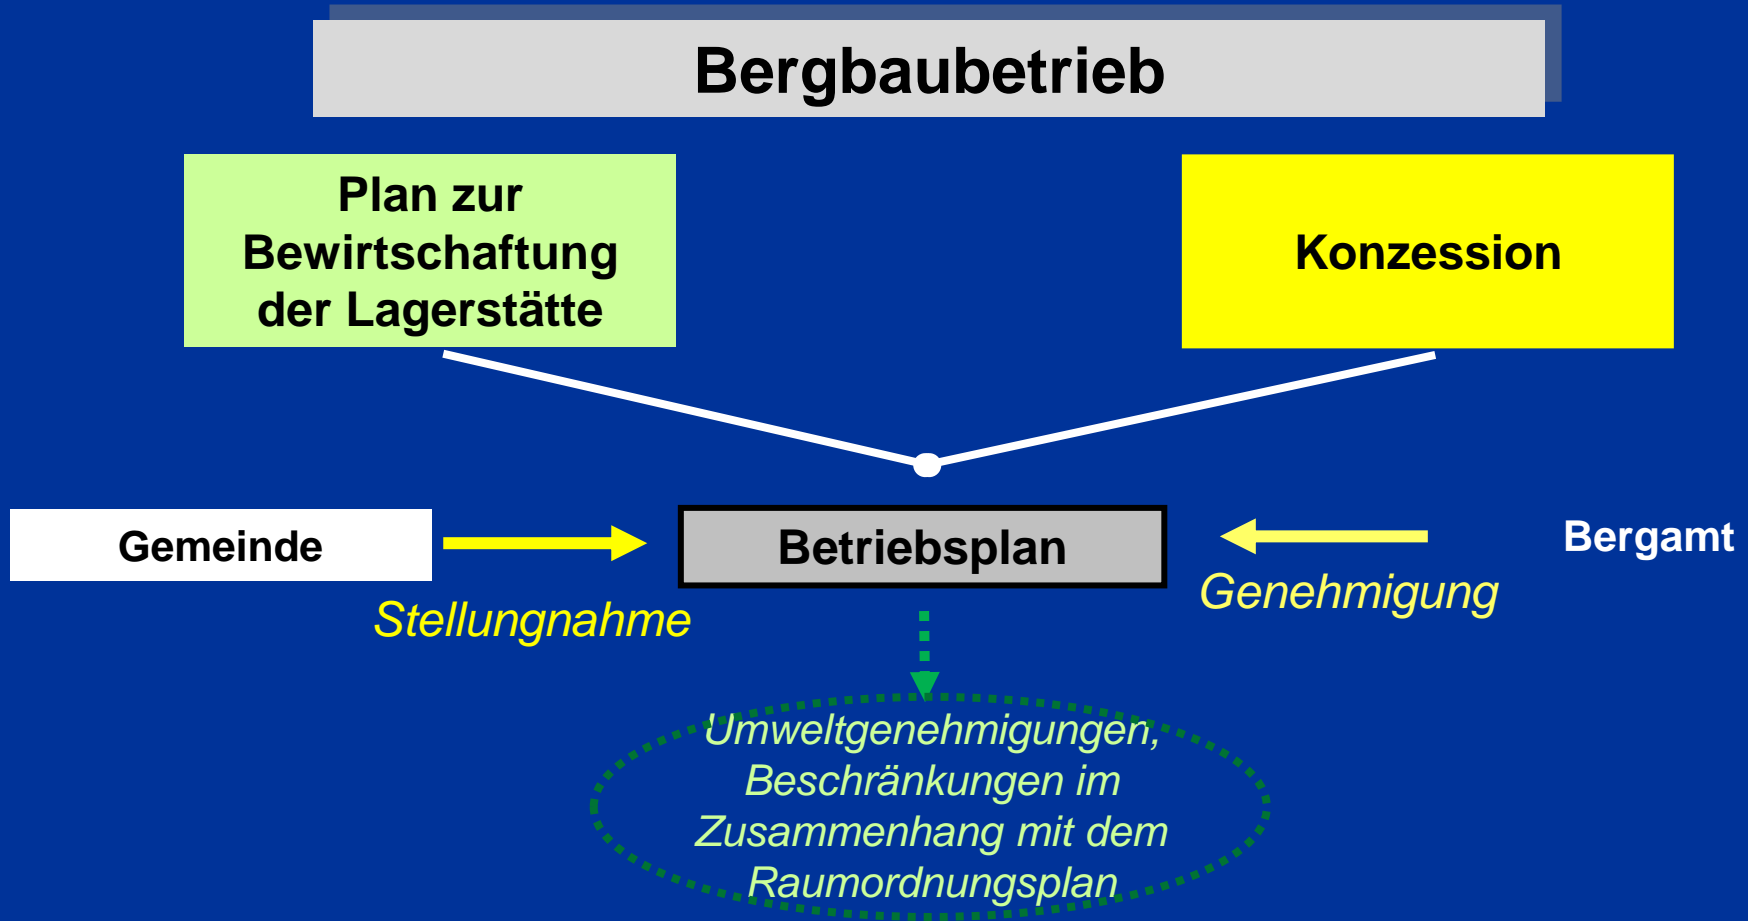 Bergbaubetrieb
Plan zur
Bewirtschaftung
der Lagerstätte
Konzession
Gemeinde
Betriebsplan
Bergamt
Stellungnahme
Genehmigung
Umweltgenehmigungen,
Beschränkungen im
Zusammenhang mit dem
Raumordnungsplan